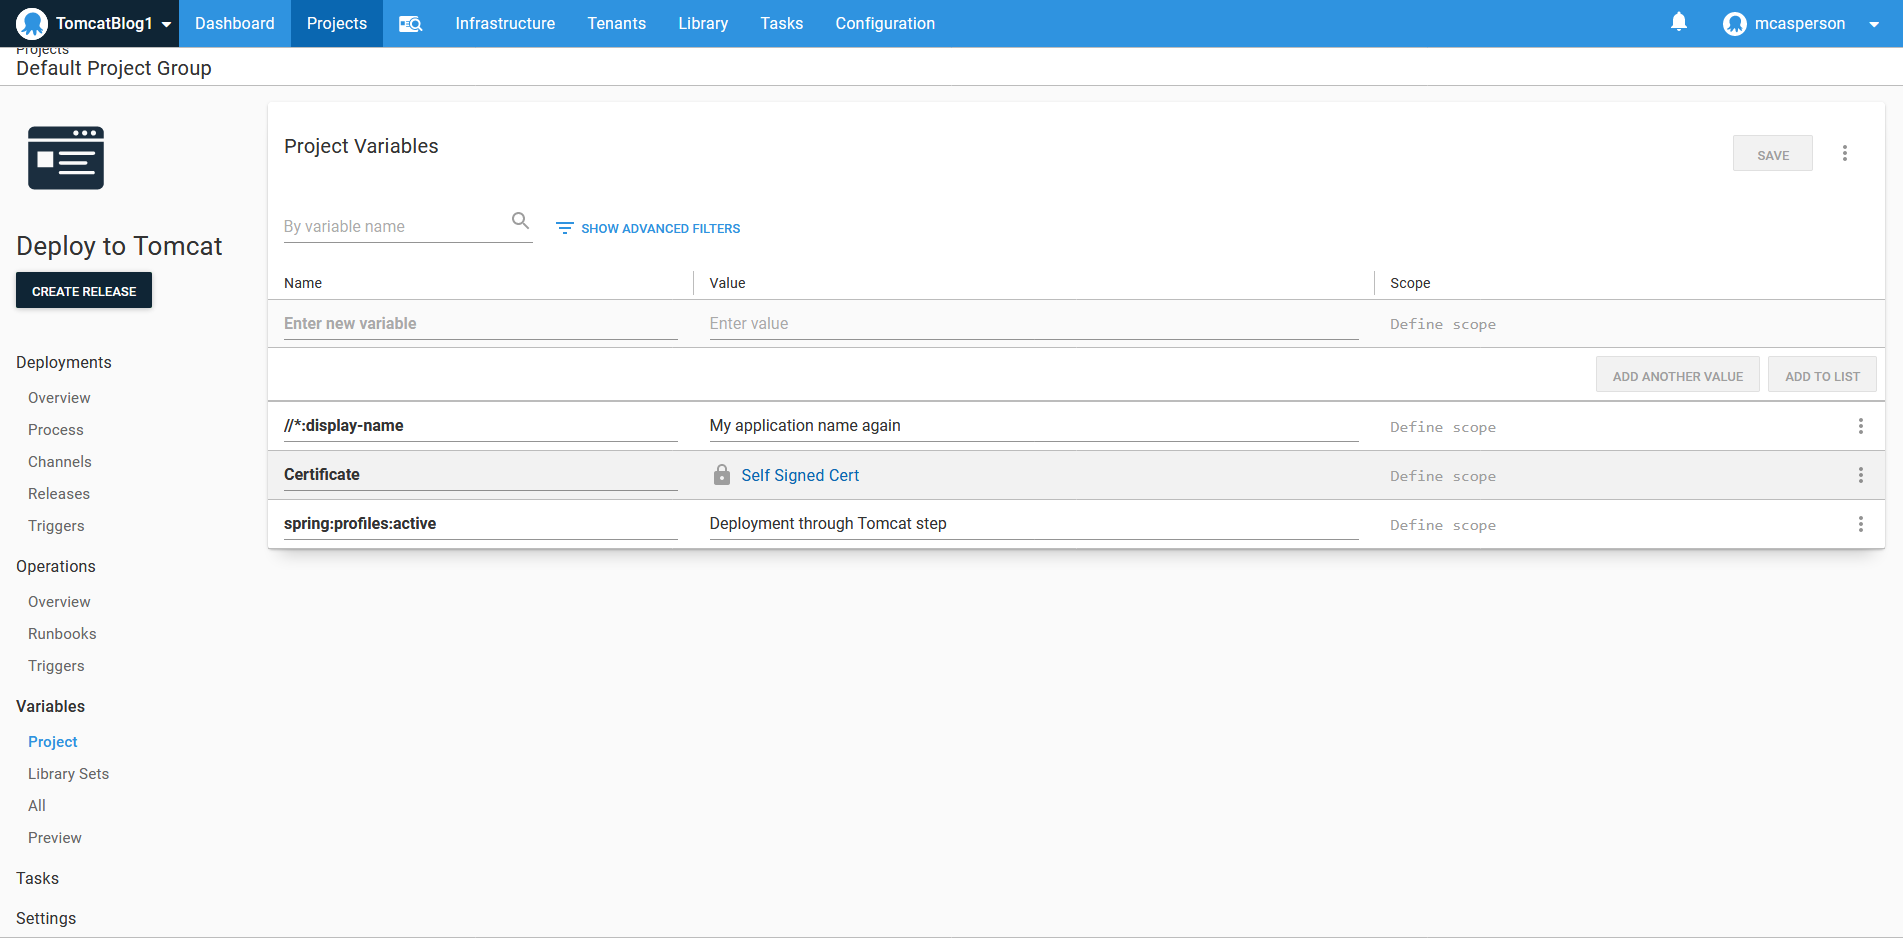 TomcatBlog1 Dashboard Projects Infrastructure Tenants Library Tasks Configuration mcasperson
Projects
Default Project Group
Deploy to Tomcat
CREATE RELEASE
Deployments
Overview
Process
Channels
Releases
Triggers
Operations
Overview
Runbooks
Triggers
Variables
Project
Library Sets
All
Preview
Tasks
Settings
Project Variables
SAVE
By variable name SHOW ADVANCED FILTERS
Name Value Scope
Enter new variable Enter value Define scope
ADD ANOTHER VALUE ADD TO LIST
//*:display-name My application name again Define scope
Certificate Self Signed Cert Define scope
spring:profiles:active Deployment through Tomcat step Define scope